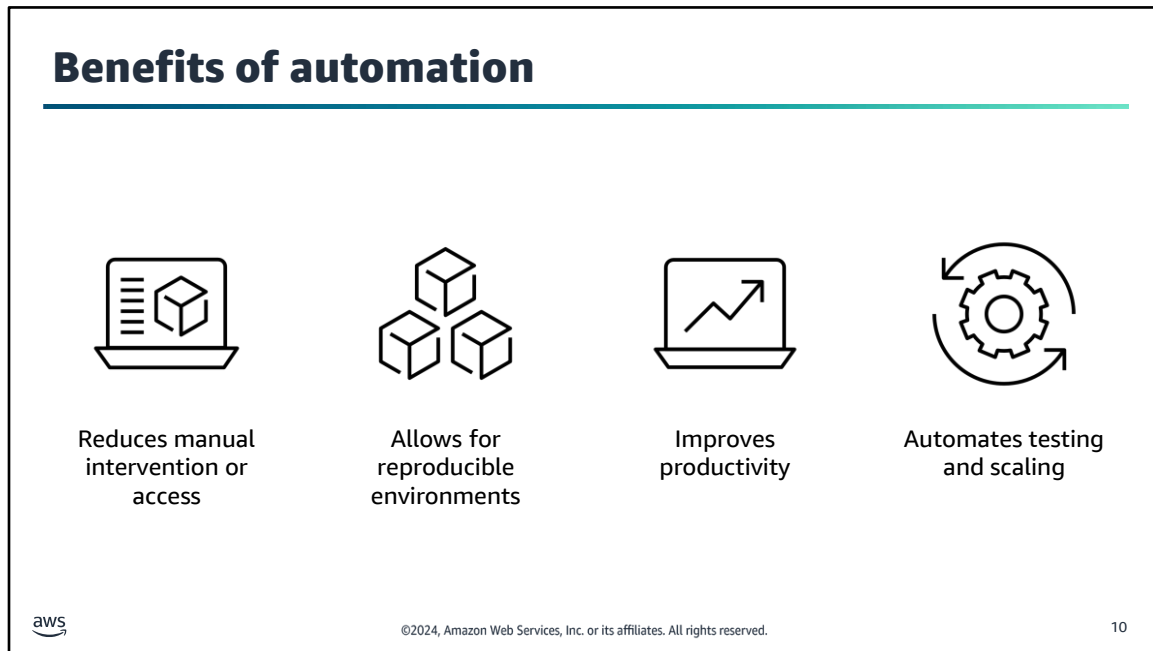 Benefits of automation
Reduces manual
intervention or
access
Allows for
reproducible
environments
Improves
productivity
Automates testing
and scaling
aws
©2024, Amazon Web Services, Inc. or its affiliates. All rights reserved.
10